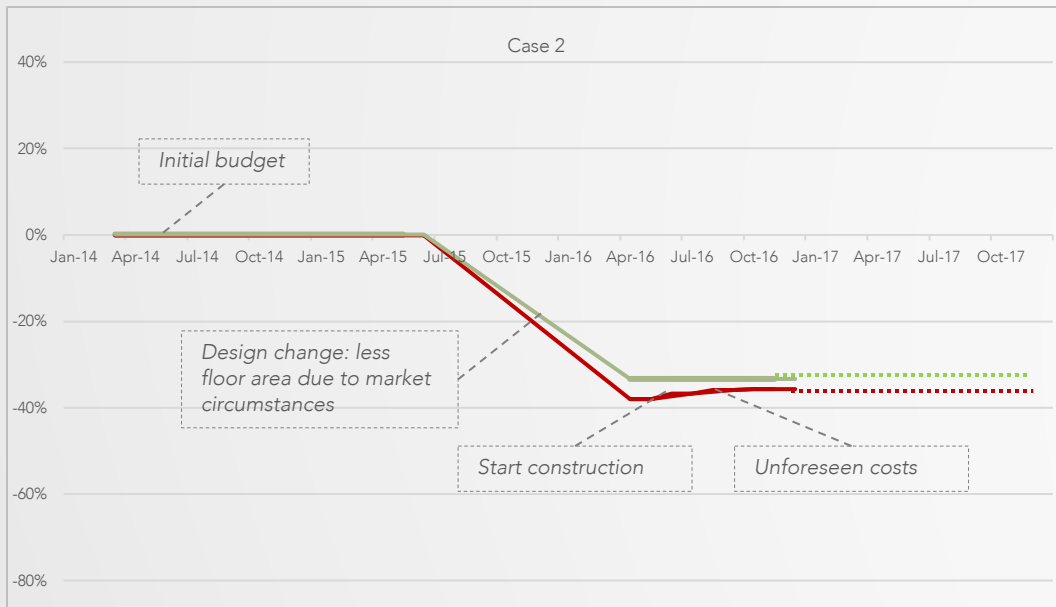 Case 2
40%
20%
Initial budget
0%
Jan-14 Apr-14 Jul-14 Oct-14 Jan-15 Apr-15 Jul-15 Oct-15 Jan-16 Apr-16 Jul-16 Oct-16 Jan-17 Apr-17 Jul-17 Oct-17
-20%
Design change: less
floor area due to market
circumstances
-40%
Start construction
Unforeseen costs
-60%
-80%